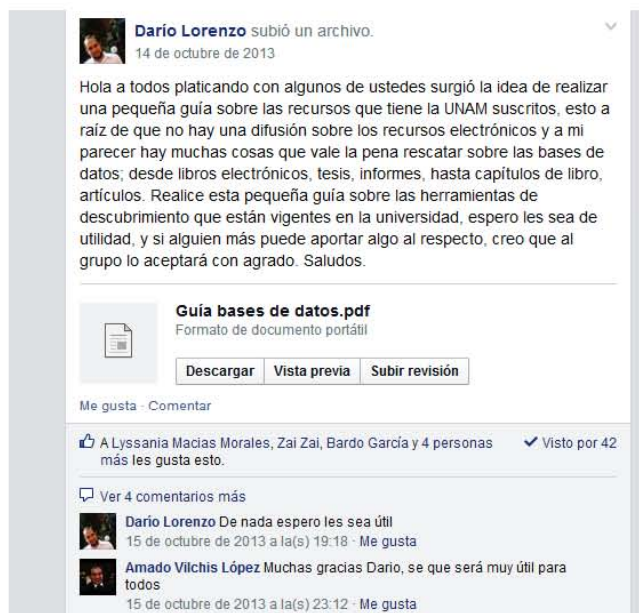 Darío Lorenzo subió un archivo.
14 de octubre de 2013
Hola a todos platicando con algunos de ustedes surgió la idea de realizar
una pequeña guía sobre las recursos que tiene la UNAM suscritos, esto a
raíz de que no hay una difusión sobre los recursos electrónicos y a mi
parecer hay muchas cosas que vale la pena rescatar sobre las bases de
datos; desde libros electrónicos, tesis, informes, hasta capítulos de libro,
artículos. Realice esta pequeña guía sobre las herramientas de
descubrimiento que están vigentes en la universidad, espero les sea de
utilidad, y si alguien más puede aportar algo al respecto, creo que al
grupo lo aceptará con agrado. Saludos.
Guía bases de datos.pdf
Formato de documento portátil
Descargar Vista previa Subir revisión
Me gusta · Comentar
A Lyssania Macias Morales, Zai Zai, Bardo García y 4 personas
más les gusta esto.
Visto por 42
Ver 4 comentarios más
Darío Lorenzo De nada espero les sea útil
15 de octubre de 2013 a la(s) 19:18 · Me gusta
Amado Vilchis López Muchas gracias Dario, se que será muy útil para
todos
15 de octubre de 2013 a la(s) 23:12 · Me gusta